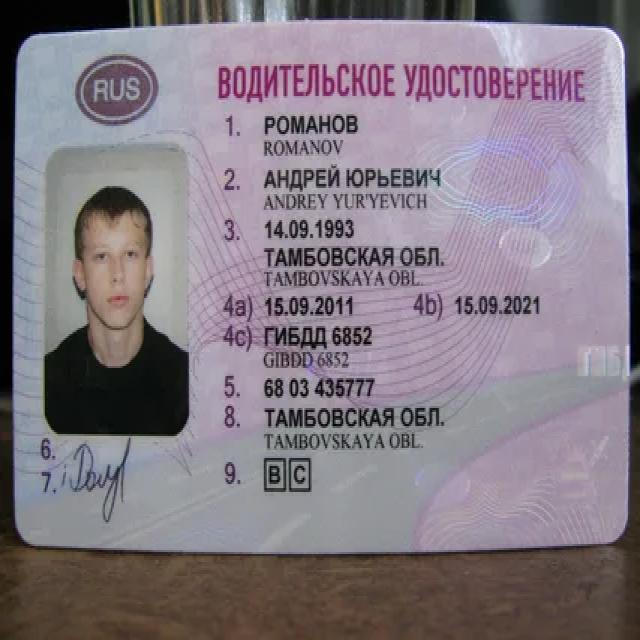 RUS
ВОДИТЕЛЬСКОЕ УДОСТОВЕРЕНИЕ
1. РОМАНОВ
ROMANOV
2. АНДРЕЙ ЮРЬЕВИЧ
ANDREY YUR'YEVICH
3. 14.09.1993
ТАМБОВСКАЯ ОБЛ.
TAMBOVSKAYA OBL.
4a) 15.09.2011 4b) 15.09.2021
4c) ГИБДД 6852
GIBDD 6852
5. 68 03 435777
8. ТАМБОВСКАЯ ОБЛ.
TAMBOVSKAYA OBL.
6.
7.
9. B C